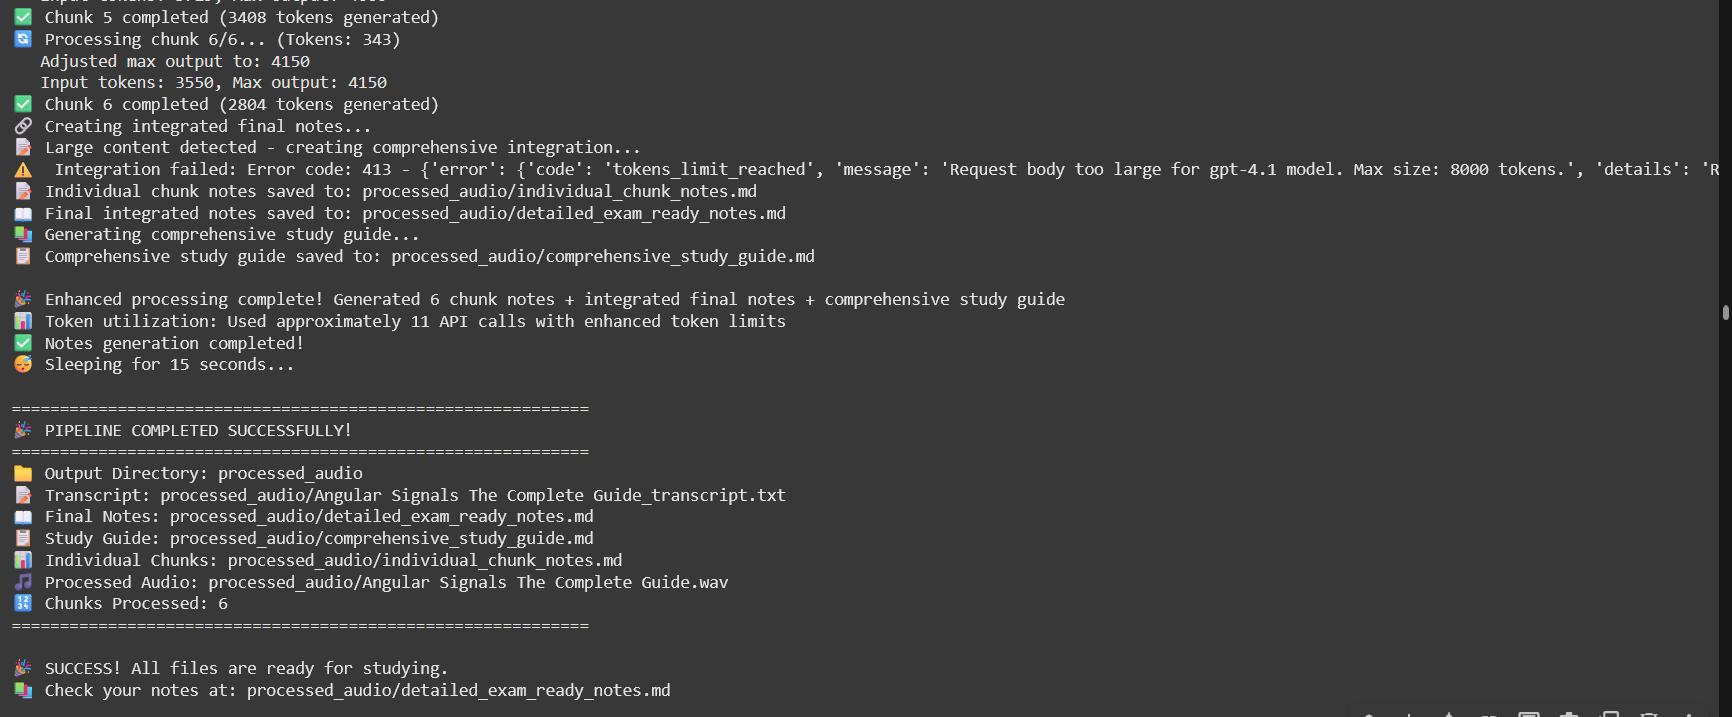 ✅ Chunk 5 completed (3408 tokens generated)
🔄 Processing chunk 6/6... (Tokens: 343)
Adjusted max output to: 4150
Input tokens: 3550, Max output: 4150
✅ Chunk 6 completed (2804 tokens generated)
🔗 Creating integrated final notes...
📝 Large content detected - creating comprehensive integration...
⚠️ Integration failed: Error code: 413 - {'error': {'code': 'tokens_limit_reached', 'message': 'Request body too large for gpt-4.1 model. Max size: 8000 tokens.', 'details': 'R
📝 Individual chunk notes saved to: processed_audio/individual_chunk_notes.md
📖 Final integrated notes saved to: processed_audio/detailed_exam_ready_notes.md
📚 Generating comprehensive study guide...
📋 Comprehensive study guide saved to: processed_audio/comprehensive_study_guide.md
🎉 Enhanced processing complete! Generated 6 chunk notes + integrated final notes + comprehensive study guide
📊 Token utilization: Used approximately 11 API calls with enhanced token limits
✅ Notes generation completed!
😴 Sleeping for 15 seconds...
============================================================
🎉 PIPELINE COMPLETED SUCCESSFULLY!
============================================================
📁 Output Directory: processed_audio
📝 Transcript: processed_audio/Angular Signals The Complete Guide_transcript.txt
📖 Final Notes: processed_audio/detailed_exam_ready_notes.md
📋 Study Guide: processed_audio/comprehensive_study_guide.md
📊 Individual Chunks: processed_audio/individual_chunk_notes.md
🎵 Processed Audio: processed_audio/Angular Signals The Complete Guide.wav
🔢 Chunks Processed: 6
============================================================
🎉 SUCCESS! All files are ready for studying.
📚 Check your notes at: processed_audio/detailed_exam_ready_notes.md